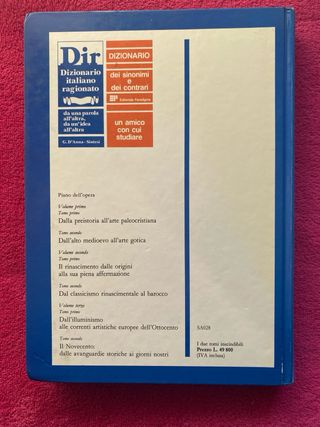 Dir
Dizionario
italiano
ragionato
da una parola
all'altra,
da un'idea
all'altra
G. D'Anna - Sintesi
DIZIONARIO
dei sinonimi
e
dei contrari
Editoriale Paradigma
un amico
con cui
studiare
Piano dell'opera
Volume primo
Tomo primo
Dalla preistoria all'arte paleocristiana
Tomo secondo
Dall'alto medioevo all'arte gotica
Volume secondo
Tomo primo
Il rinascimento dalle origini
alla sua piena affermazione
Tomo secondo
Dal classicismo rinascimentale al barocco
Volume terzo
Tomo primo
Dall'illuminismo
alle correnti artistiche europee dell'Ottocento
Tomo secondo
Il Novecento:
dalle avanguardie storiche ai giorni nostri
SA028
I due tomi inscindibili
Prezzo L. 49 800
(IVA inclusa)